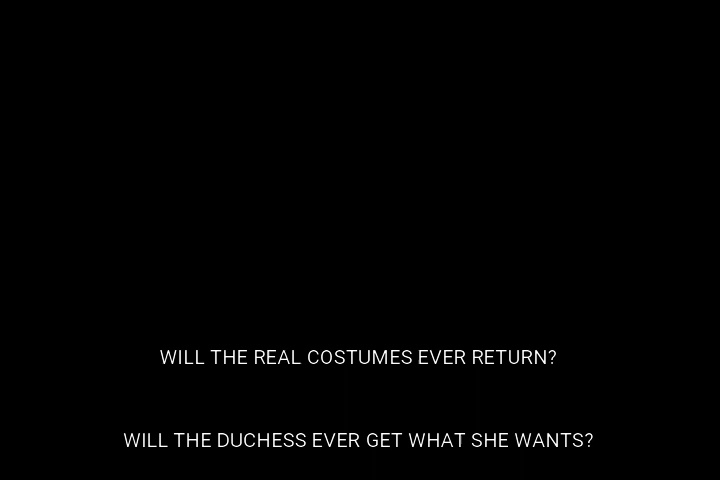 WILL THE REAL COSTUMES EVER RETURN?
WILL THE DUCHESS EVER GET WHAT SHE WANTS?